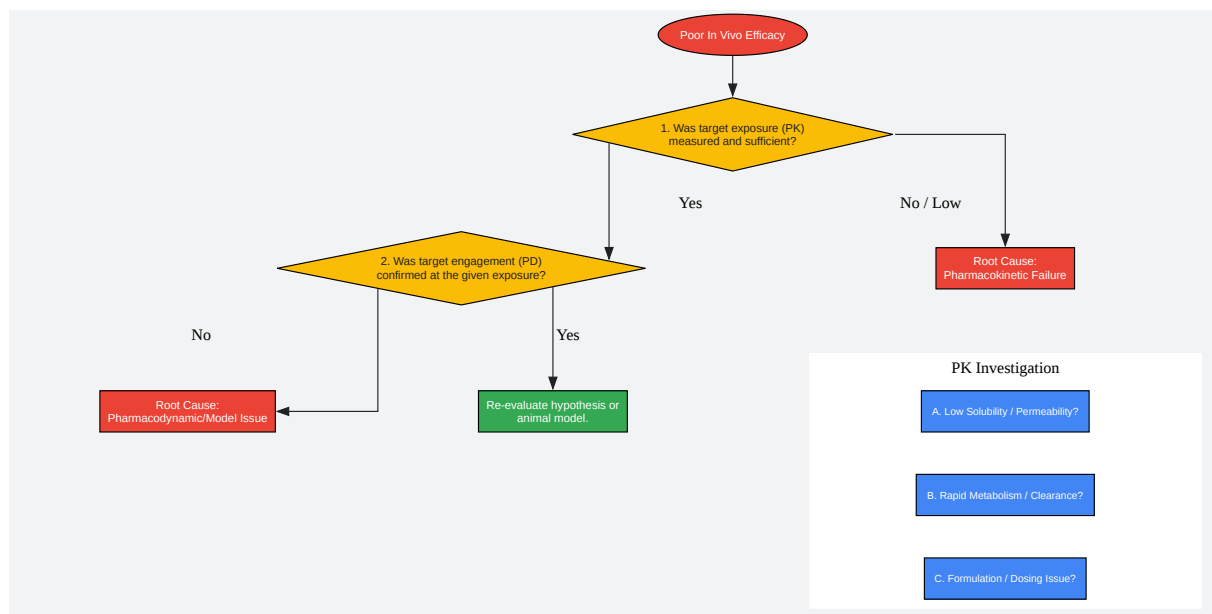 Poor In Vivo Efficacy
1. Was target exposure (PK)
measured and sufficient?
Yes
No / Low
2. Was target engagement (PD)
confirmed at the given exposure?
Root Cause:
Pharmacokinetic Failure
No
Yes
Root Cause:
Pharmacodynamic/Model Issue
Re-evaluate hypothesis or
animal model.
PK Investigation
A. Low Solubility / Permeability?
B. Rapid Metabolism / Clearance?
C. Formulation / Dosing Issue?